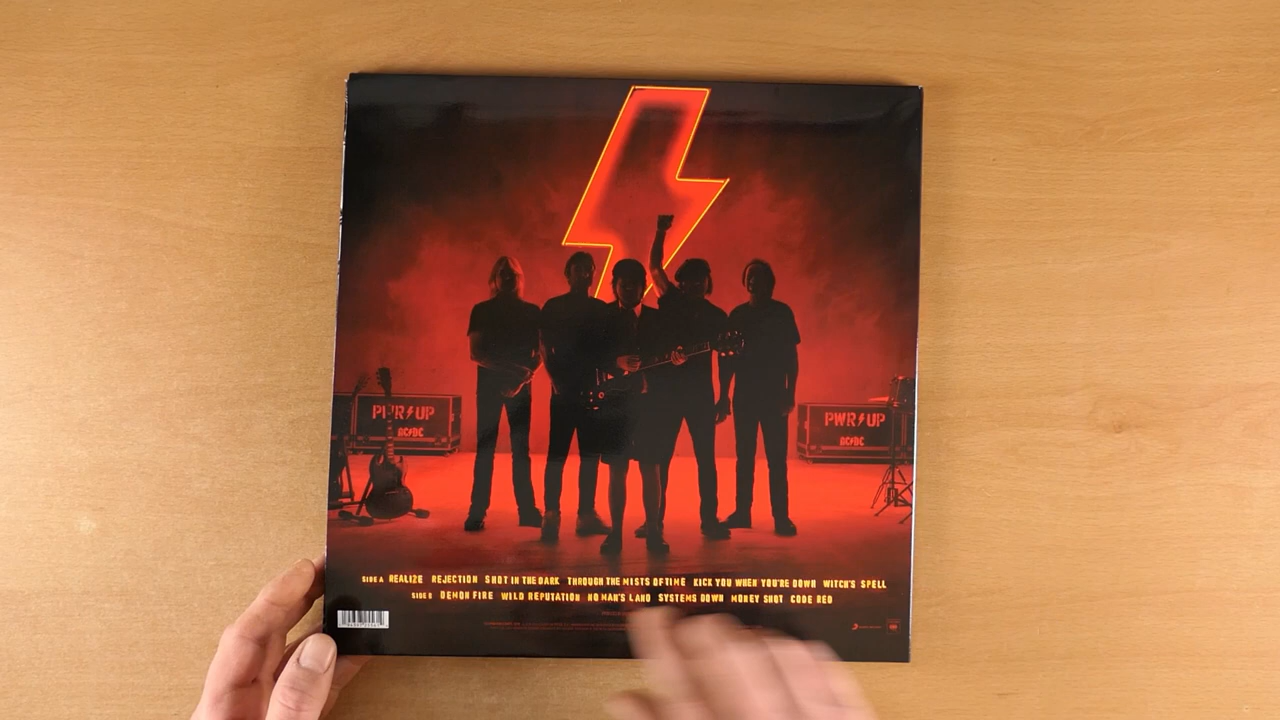 PWR⚡UP
AC⚡DC
PWR⚡UP
AC⚡DC
SIDE A REALIZE REJECTION SHOT IN THE DARK THROUGH THE MISTS OF TIME KICK YOU WHEN YOU'RE DOWN WITCH'S SPELL
SIDE B DEMON FIRE WILD REPUTATION NO MAN'S LAND SYSTEMS DOWN MONEY SHOT CODE RED